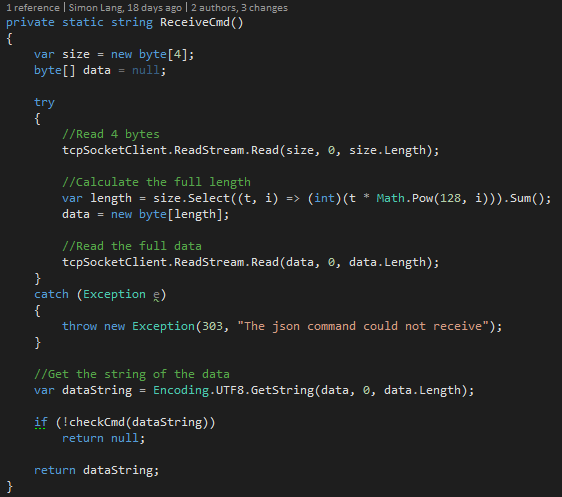 1 reference | Simon Lang, 18 days ago | 2 authors, 3 changes
private static string ReceiveCmd()
{
    var size = new byte[4];
    byte[] data = null;

    try
    {
        //Read 4 bytes
        tcpSocketClient.ReadStream.Read(size, 0, size.Length);

        //Calculate the full length
        var length = size.Select((t, i) => (int)(t * Math.Pow(128, i))).Sum();
        data = new byte[length];

        //Read the full data
        tcpSocketClient.ReadStream.Read(data, 0, data.Length);
    }
    catch (Exception e)
    {
        throw new Exception(303, "The json command could not receive");
    }

    //Get the string of the data
    var dataString = Encoding.UTF8.GetString(data, 0, data.Length);

    if (!checkCmd(dataString))
        return null;

    return dataString;
}